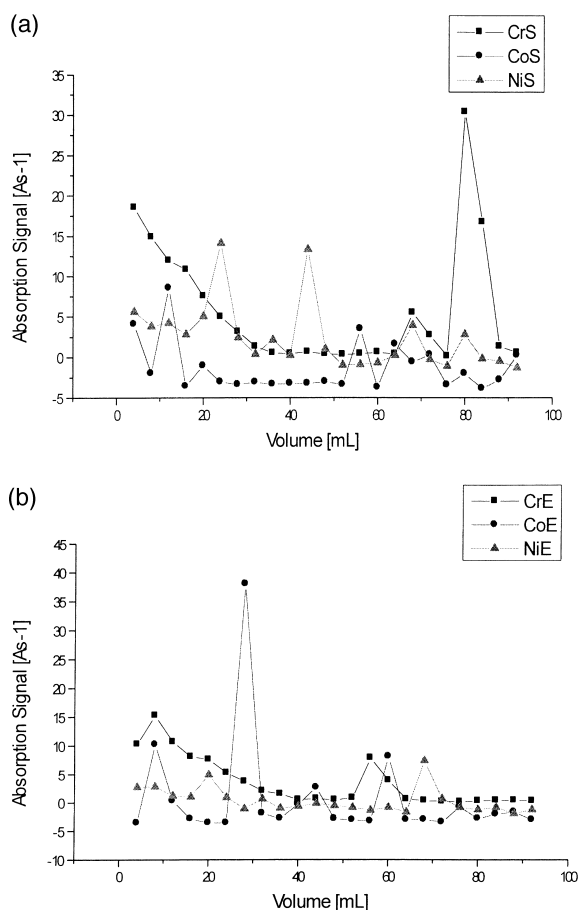 (a)
CrS
CoS
NiS
Absorption Signal [As-1]
35
30
25
20
15
10
5
0
-5
0 20 40 60 80 100
Volume [mL]
(b)
CrE
CoE
NiE
Absorption Signal [As-1]
45
40
35
30
25
20
15
10
5
0
-5
-10
0 20 40 60 80 100
Volume [mL]